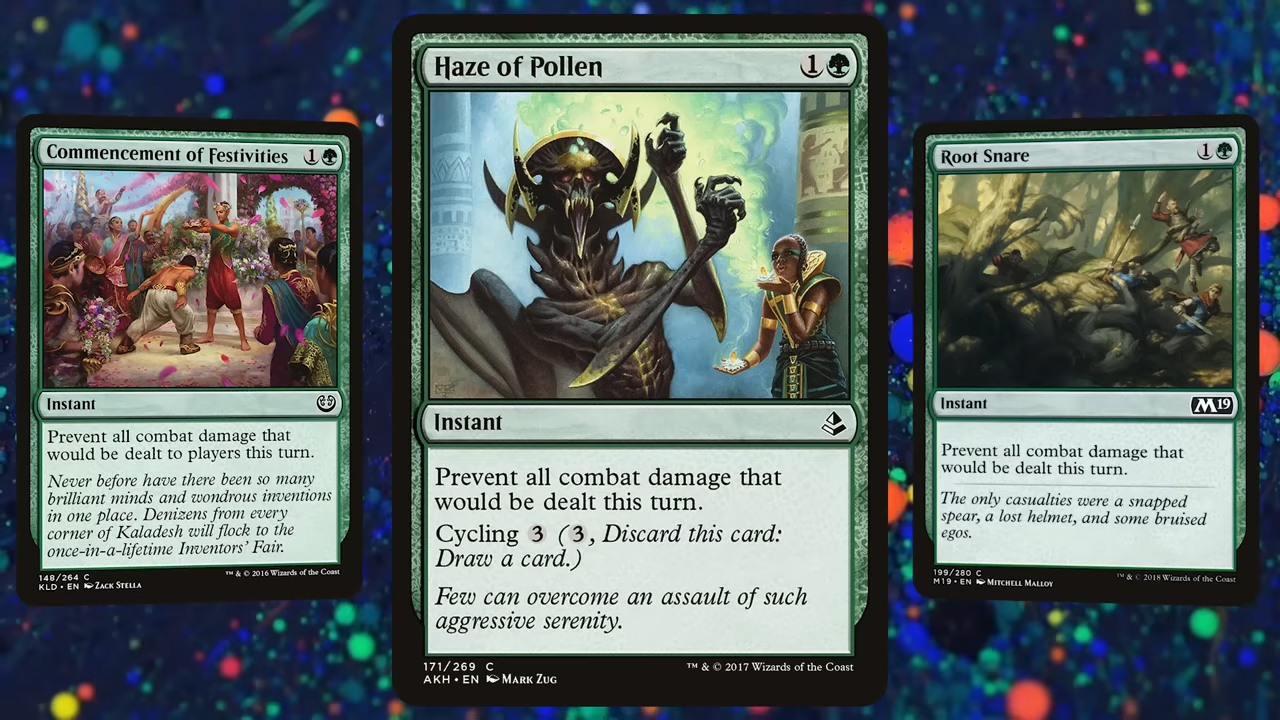 Commencement of Festivities 1
Instant
Prevent all combat damage that
would be dealt to players this turn.
Never before have there been so many
brilliant minds and wondrous inventions
in one place. Denizens from every
corner of Kaladesh will flock to the
once-in-a-lifetime Inventors' Fair.
148/264 C
KLD • EN Zack Stella
™ & © 2016 Wizards of the Coast
Haze of Pollen 1
Instant
Prevent all combat damage that
would be dealt this turn.
Cycling 3 (3, Discard this card:
Draw a card.)
Few can overcome an assault of such
aggressive serenity.
171/269 C
AKH • EN Mark Zug
™ & © 2017 Wizards of the Coast
Root Snare 1
Instant M19
Prevent all combat damage that
would be dealt this turn.
The only casualties were a snapped
spear, a lost helmet, and some bruised
egos.
199/280 C
M19 • EN Mitchell Malloy
™ & © 2018 Wizards of the Coast